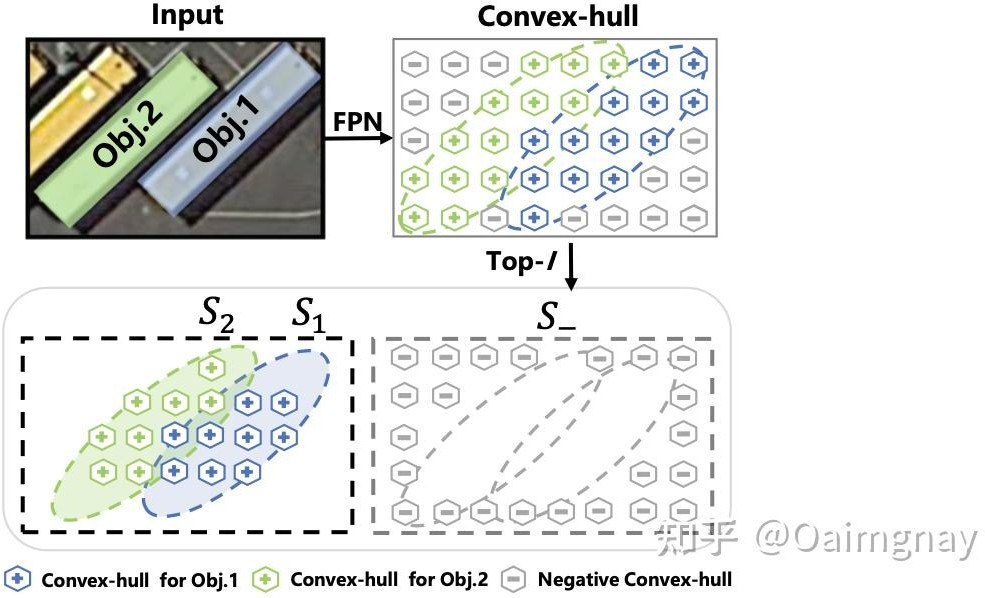 Input
Convex-hull
Obj.2
Obj.1
FPN
Top-l
S₂
S₁
S₋
知乎 @Oaimgnay
Convex-hull for Obj.1
Convex-hull for Obj.2
Negative Convex-hull